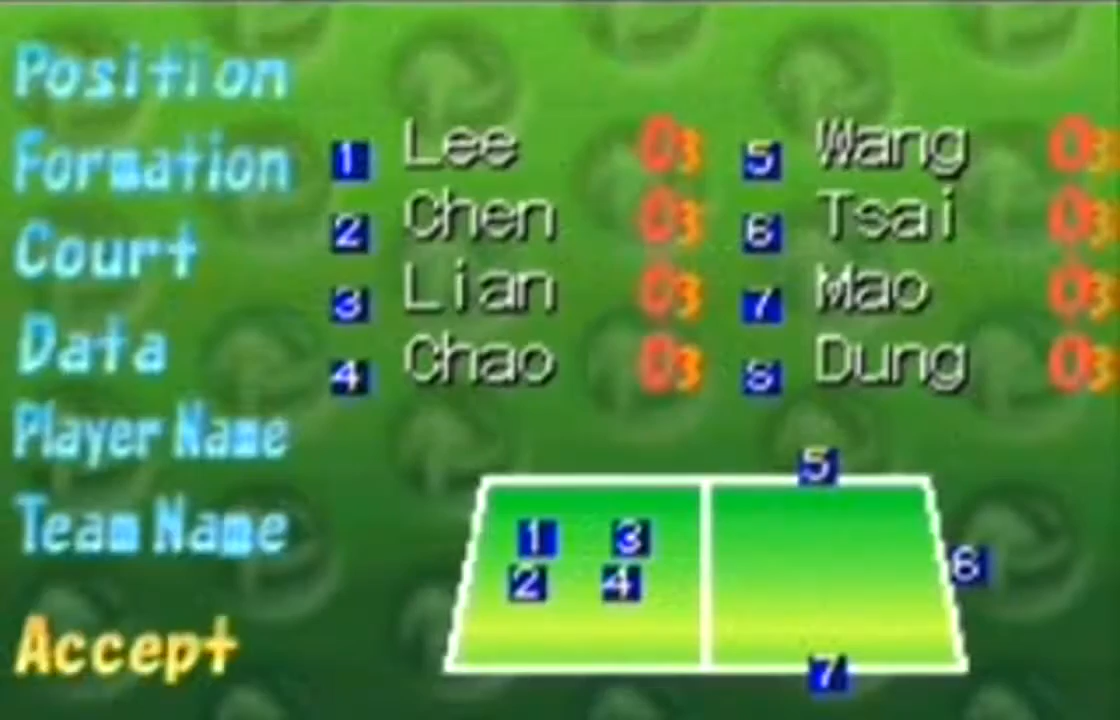 Position
Formation
Court
Data
Player Name
Team Name
Accept
1 Lee 03 5 Wang 03
2 Chen 03 6 Tsai 03
3 Lian 03 7 Mao 03
4 Chao 03 8 Dung 03
5
1 3
6
2 4
7